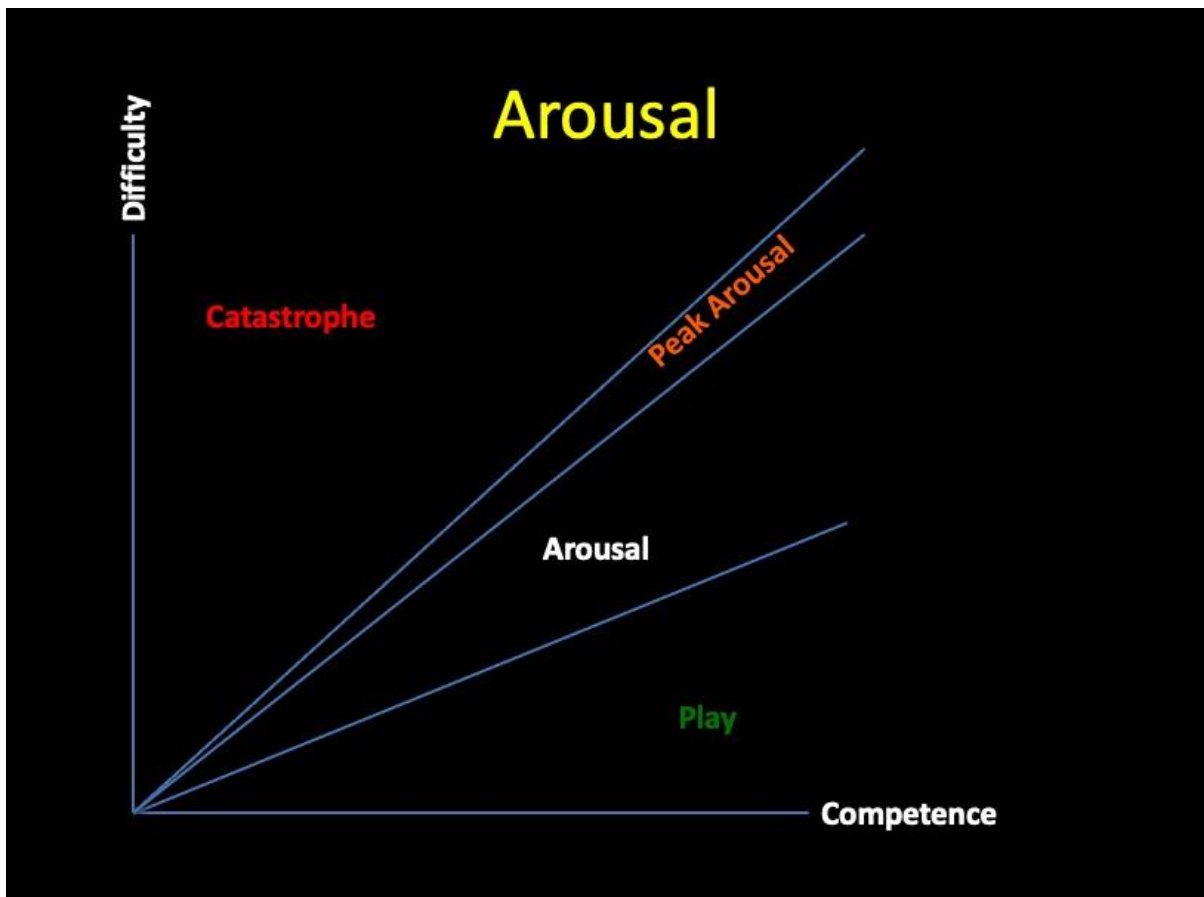 Arousal
Difficulty
Catastrophe
Peak Arousal
Arousal
Play
Competence